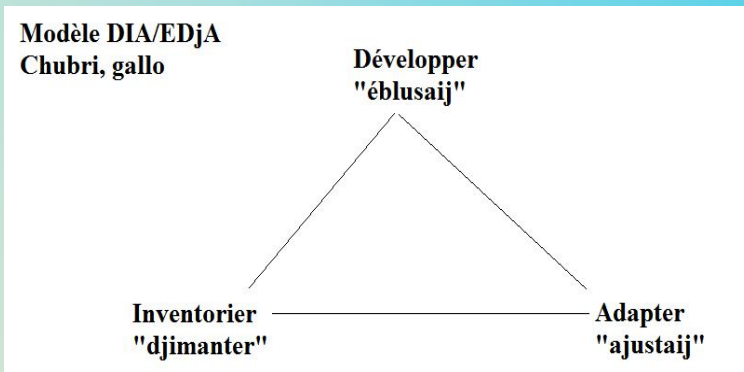 Modèle DIA/EDjA
Chubri, gallo
Développer
"éblusaij"
Inventorier
"djimanter"
Adapter
"ajustaij"